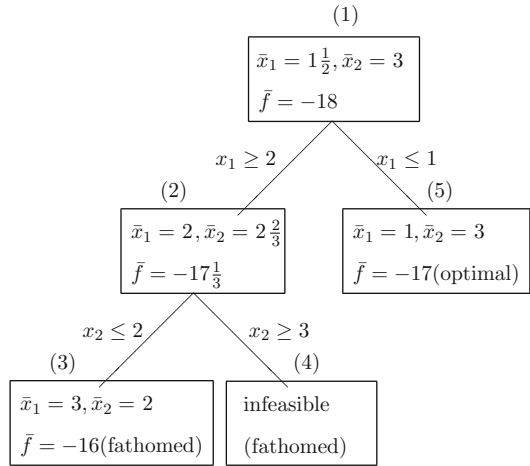 (1)
x̄₁ = 1½, x̄₂ = 3
f̄ = −18
x₁ ≥ 2
x₁ ≤ 1
(2)
(5)
x̄₁ = 2, x̄₂ = 2⅔
x̄₁ = 1, x̄₂ = 3
f̄ = −17⅓
f̄ = −17(optimal)
x₂ ≤ 2
x₂ ≥ 3
(3)
(4)
x̄₁ = 3, x̄₂ = 2
infeasible
f̄ = −16(fathomed)
(fathomed)